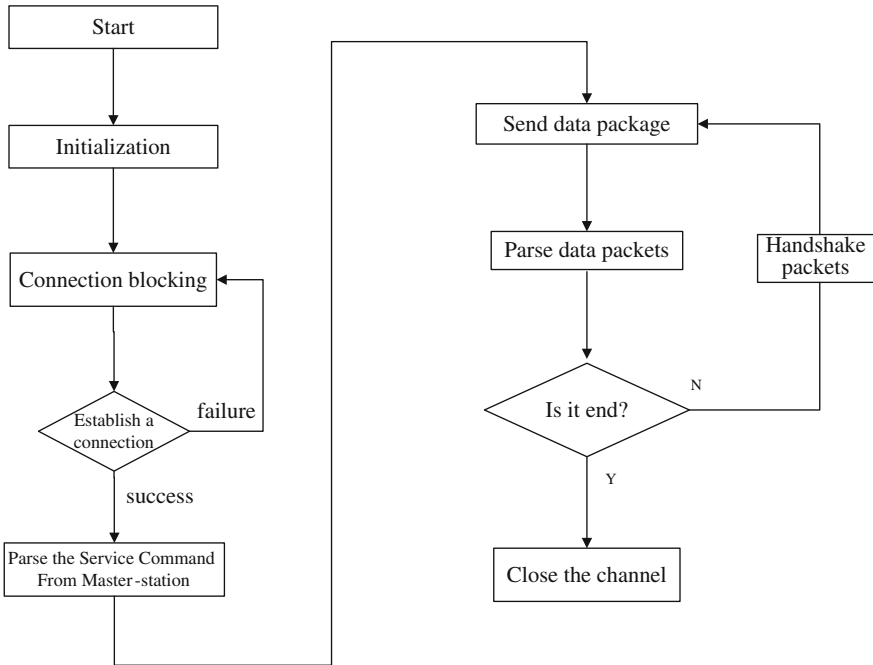 Start
Initialization
Connection blocking
Establish a
connection
failure
success
Parse the Service Command
From Master-station
Send data package
Parse data packets
Handshake
packets
Is it end?
N
Y
Close the channel